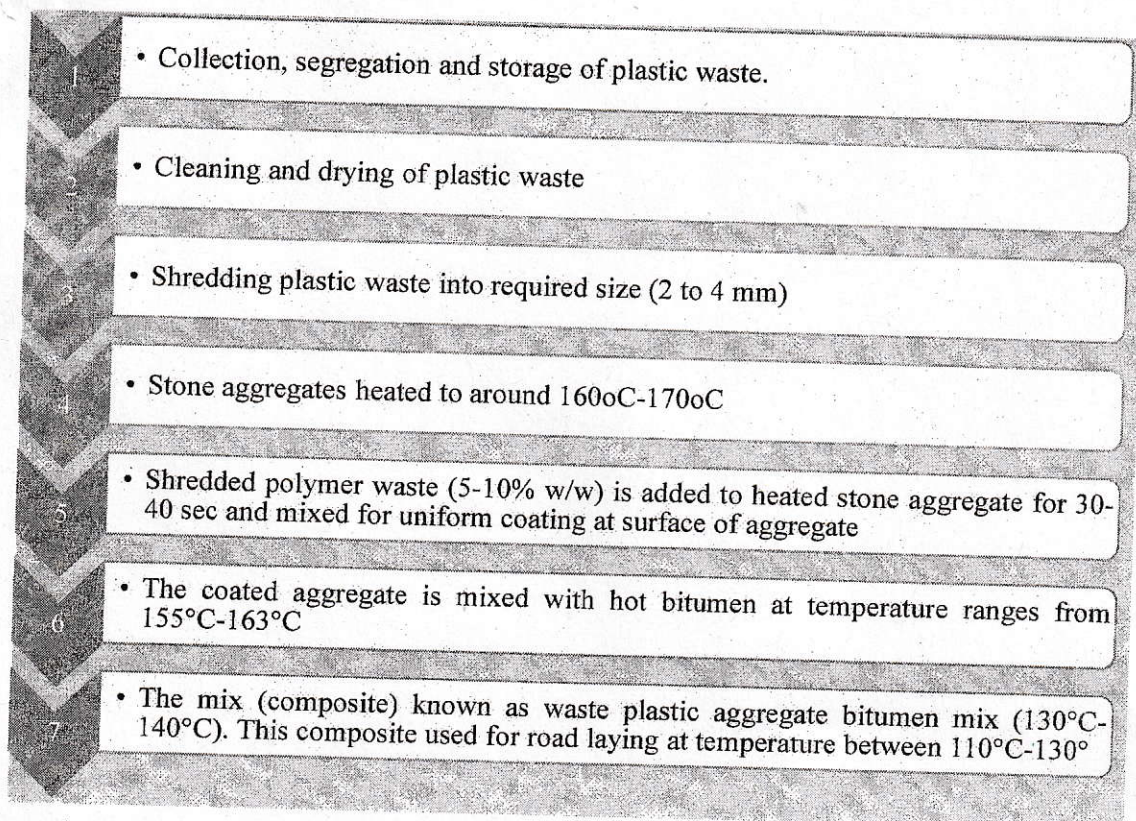 1
• Collection, segregation and storage of plastic waste.
2
• Cleaning and drying of plastic waste
3
• Shredding plastic waste into required size (2 to 4 mm)
4
• Stone aggregates heated to around 160oC-170oC
5
• Shredded polymer waste (5-10% w/w) is added to heated stone aggregate for 30-
40 sec and mixed for uniform coating at surface of aggregate
6
• The coated aggregate is mixed with hot bitumen at temperature ranges from
155°C-163°C
7
• The mix (composite) known as waste plastic aggregate bitumen mix (130°C-
140°C). This composite used for road laying at temperature between 110°C-130°